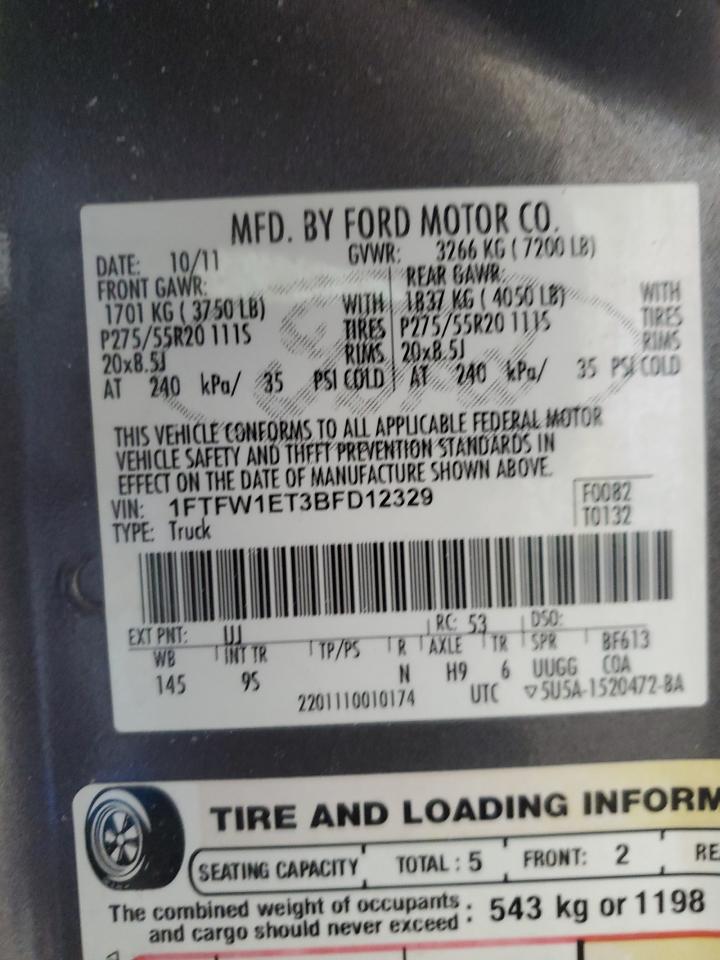 MFD. BY FORD MOTOR CO.
DATE: 10/11 GVWR: 3266 KG ( 7200 LB)
FRONT GAWR: REAR GAWR:
1701 KG ( 3750 LB) WITH 1837 KG ( 4050 LB) WITH
P275/55R20 111S TIRES P275/55R20 111S TIRES
20x8.5J RIMS 20x8.5J RIMS
AT 240 kPa/ 35 PSI COLD AT 240 kPa/ 35 PSI COLD
THIS VEHICLE CONFORMS TO ALL APPLICABLE FEDERAL MOTOR
VEHICLE SAFETY AND THEFT PREVENTION STANDARDS IN
EFFECT ON THE DATE OF MANUFACTURE SHOWN ABOVE.
VIN: 1FTFW1ET3BFD12329 F0082
TYPE: Truck T0132
EXT PNT: UJ RC: 53 DSO:
WB INT TR TP/PS R AXLE TR SPR BF613
145 9S N H9 6 UUGG COA
2201110010174 UTC ▽5U5A-1520472-BA
TIRE AND LOADING INFORM
SEATING CAPACITY TOTAL : 5 FRONT: 2 RE
The combined weight of occupants
and cargo should never exceed : 543 kg or 1198